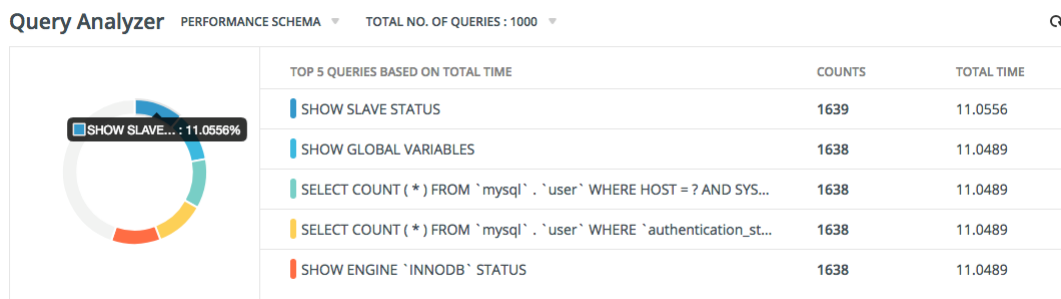 Query Analyzer PERFORMANCE SCHEMA TOTAL NO. OF QUERIES : 1000
TOP 5 QUERIES BASED ON TOTAL TIME COUNTS TOTAL TIME
SHOW SLAVE STATUS 1639 11.0556
SHOW SLAVE... : 11.0556%
SHOW GLOBAL VARIABLES 1638 11.0489
SELECT COUNT ( * ) FROM `mysql` . `user` WHERE HOST = ? AND SYS... 1638 11.0489
SELECT COUNT ( * ) FROM `mysql` . `user` WHERE `authentication_st... 1638 11.0489
SHOW ENGINE `INNODB` STATUS 1638 11.0489